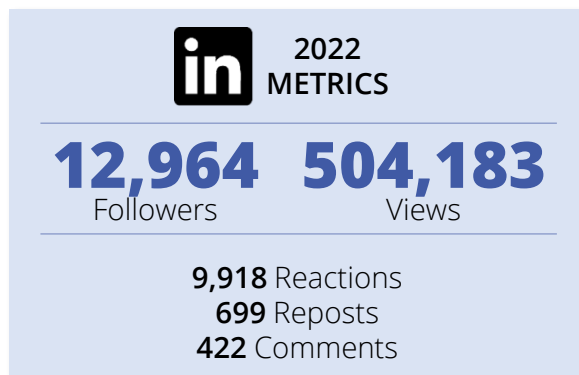 in
2022
METRICS
12,964 504,183
Followers Views
9,918 Reactions
699 Reposts
422 Comments